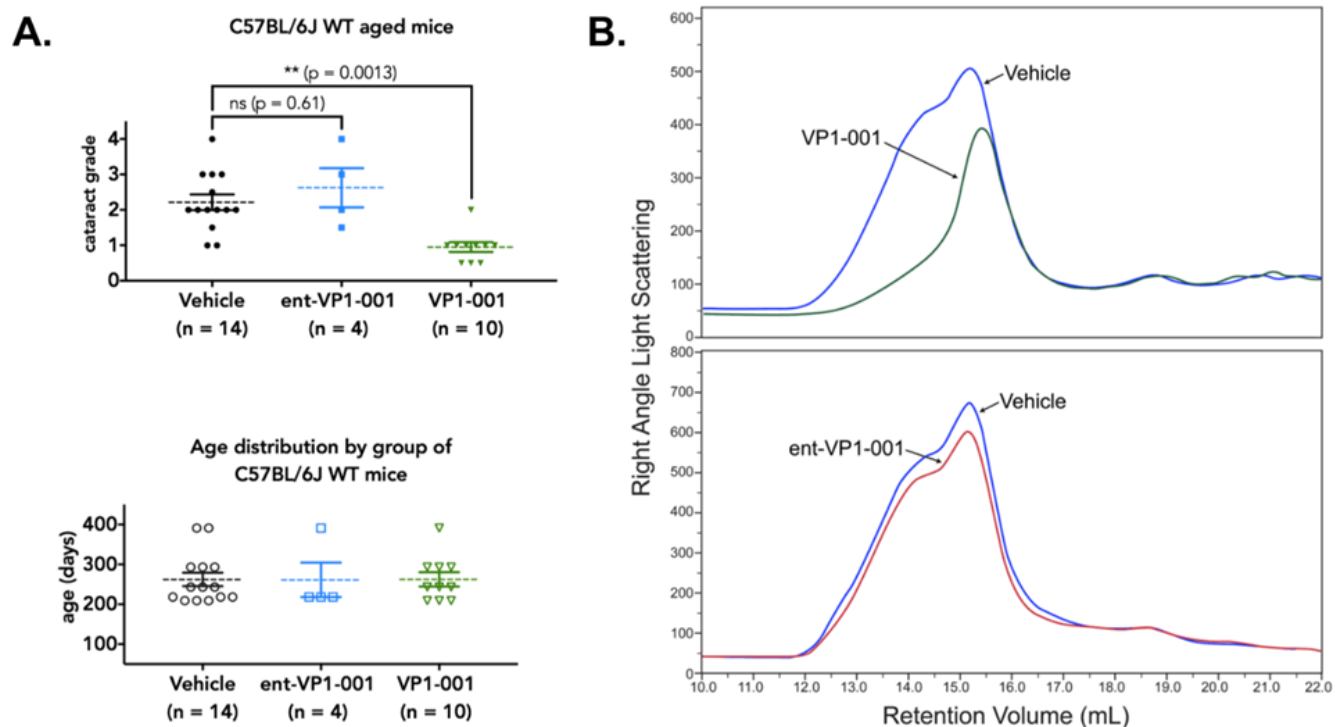 A.
C57BL/6J WT aged mice
** (p = 0.0013)
ns (p = 0.61)
cataract grade
4
3
2
1
0
Vehicle
(n = 14)
ent-VP1-001
(n = 4)
VP1-001
(n = 10)
Age distribution by group of
C57BL/6J WT mice
age (days)
400
300
200
100
Vehicle
(n = 14)
ent-VP1-001
(n = 4)
VP1-001
(n = 10)
B.
Right Angle Light Scattering
600
500
400
300
200
100
0
Vehicle
VP1-001
800
700
600
500
400
300
200
100
0
Vehicle
ent-VP1-001
10.0 11.0 12.0 13.0 14.0 15.0 16.0 17.0 18.0 19.0 20.0 21.0 22.0
Retention Volume (mL)